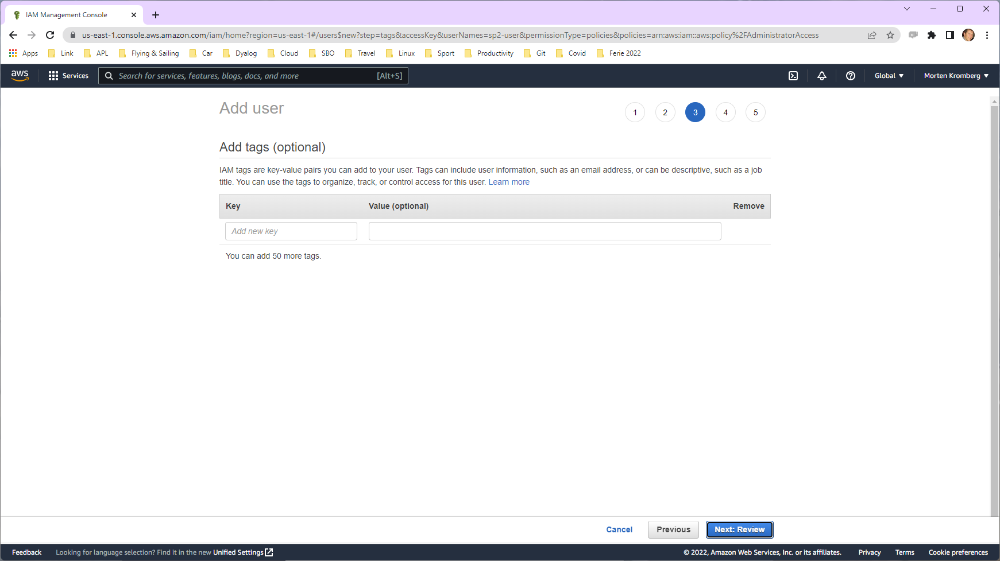 IAM Management Console
us-east-1.console.aws.amazon.com/iam/home?region=us-east-1#/users$new?step=tags&accessKey&userNames=sp2-user&permissionType=policies&policies=arn:aws:iam::aws:policy%2FAdministratorAccess
Apps Link APL Flying & Sailing Car Dyalog Cloud SBO Travel Linux Sport Productivity Git Covid Ferie 2022
aws Services Search for services, features, blogs, docs, and more [Alt+S] Global Morten Kromberg
Add user 1 2 3 4 5
Add tags (optional)
IAM tags are key-value pairs you can add to your user. Tags can include user information, such as an email address, or can be descriptive, such as a job
title. You can use the tags to organize, track, or control access for this user. Learn more
Key Value (optional) Remove
Add new key
You can add 50 more tags.
Cancel Previous Next: Review
Feedback Looking for language selection? Find it in the new Unified Settings © 2022, Amazon Web Services, Inc. or its affiliates. Privacy Terms Cookie preferences